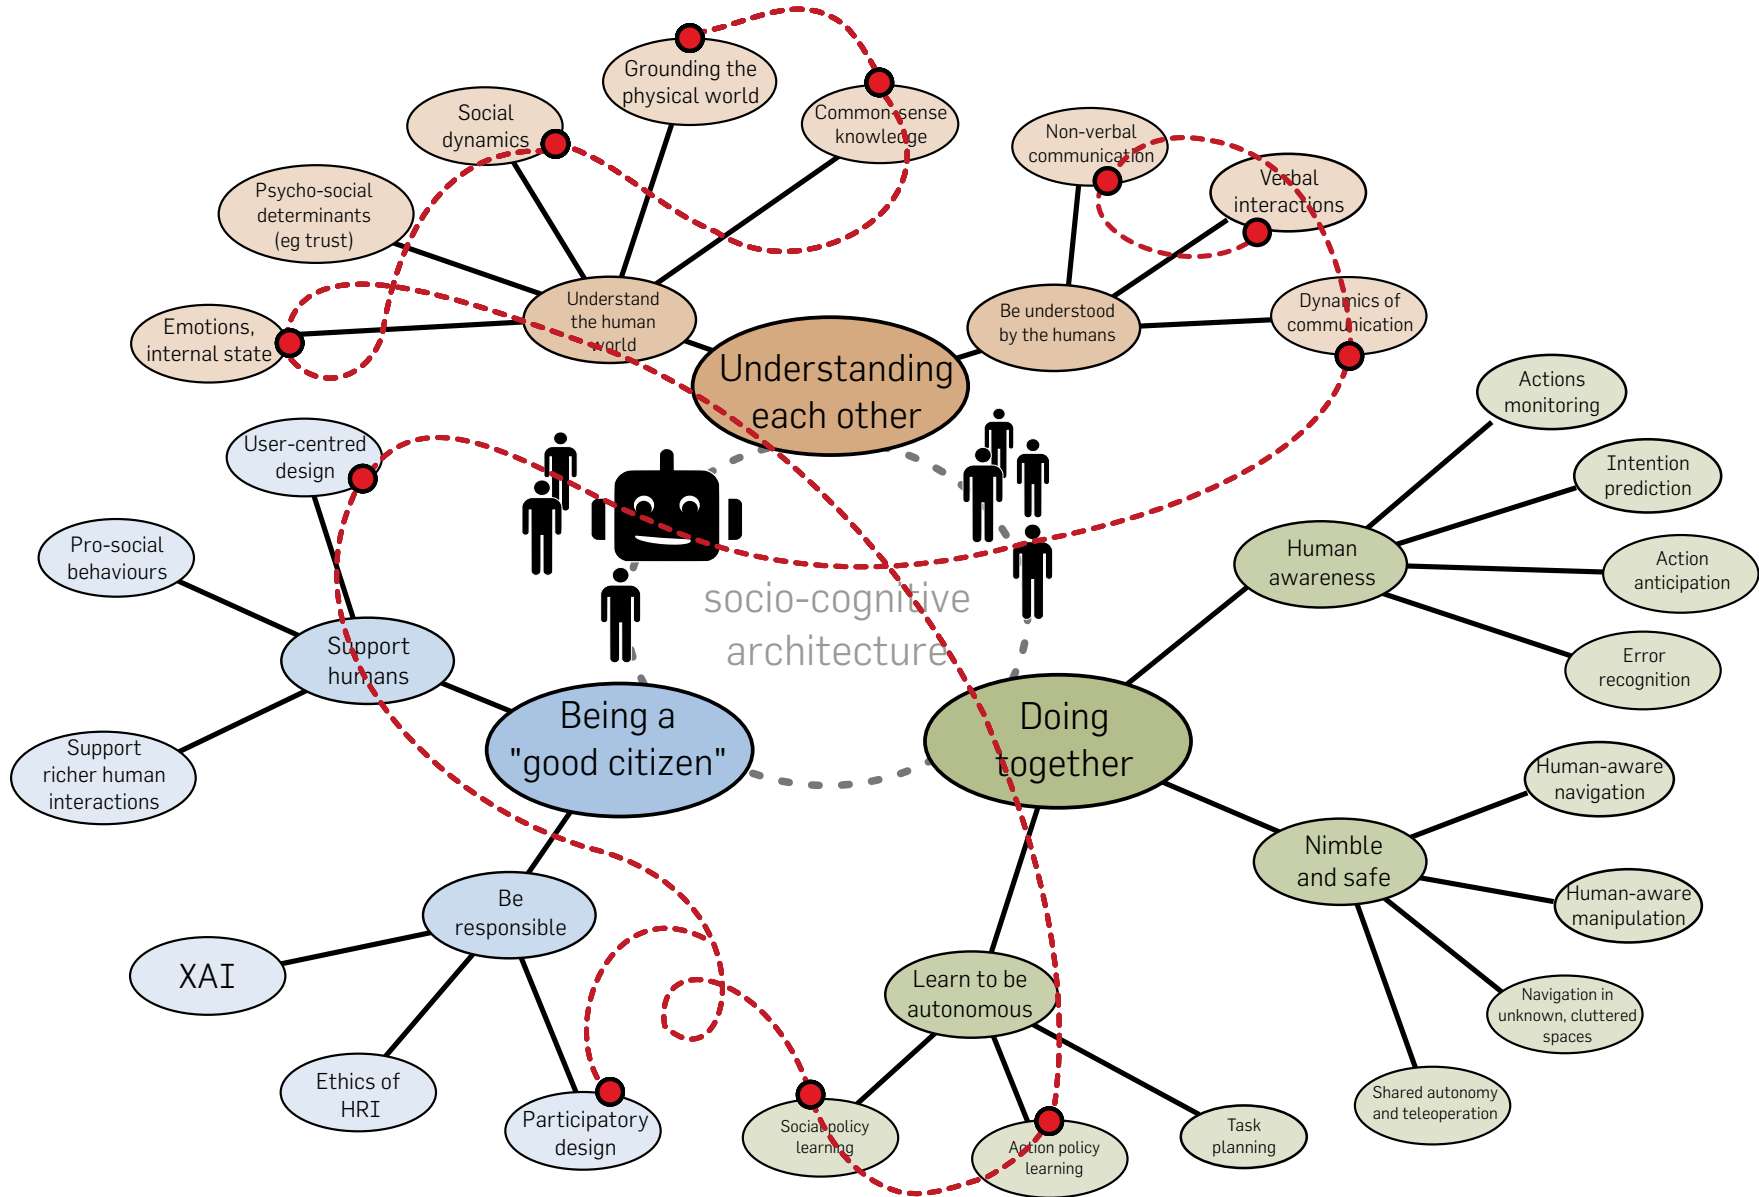 Grounding the
physical world
Social
dynamics
Common-sense
knowledge
Non-verbal
communication
Verbal
interactions
Psycho-social
determinants
(eg trust)
Emotions,
internal state
Understand
the human
world
Be understood
by the humans
Dynamics of
communication
Understanding
each other
Actions
monitoring
Intention
prediction
Human
awareness
Action
anticipation
Error
recognition
User-centred
design
Pro-social
behaviours
Support
humans
Support
richer human
interactions
socio-cognitive
architecture
Being a
"good citizen"
Doing
together
Human-aware
navigation
Nimble
and safe
Human-aware
manipulation
Navigation in
unknown, cluttered
spaces
Shared autonomy
and teleoperation
Be
responsible
XAI
Ethics of
HRI
Participatory
design
Learn to be
autonomous
Social policy
learning
Action policy
learning
Task
planning